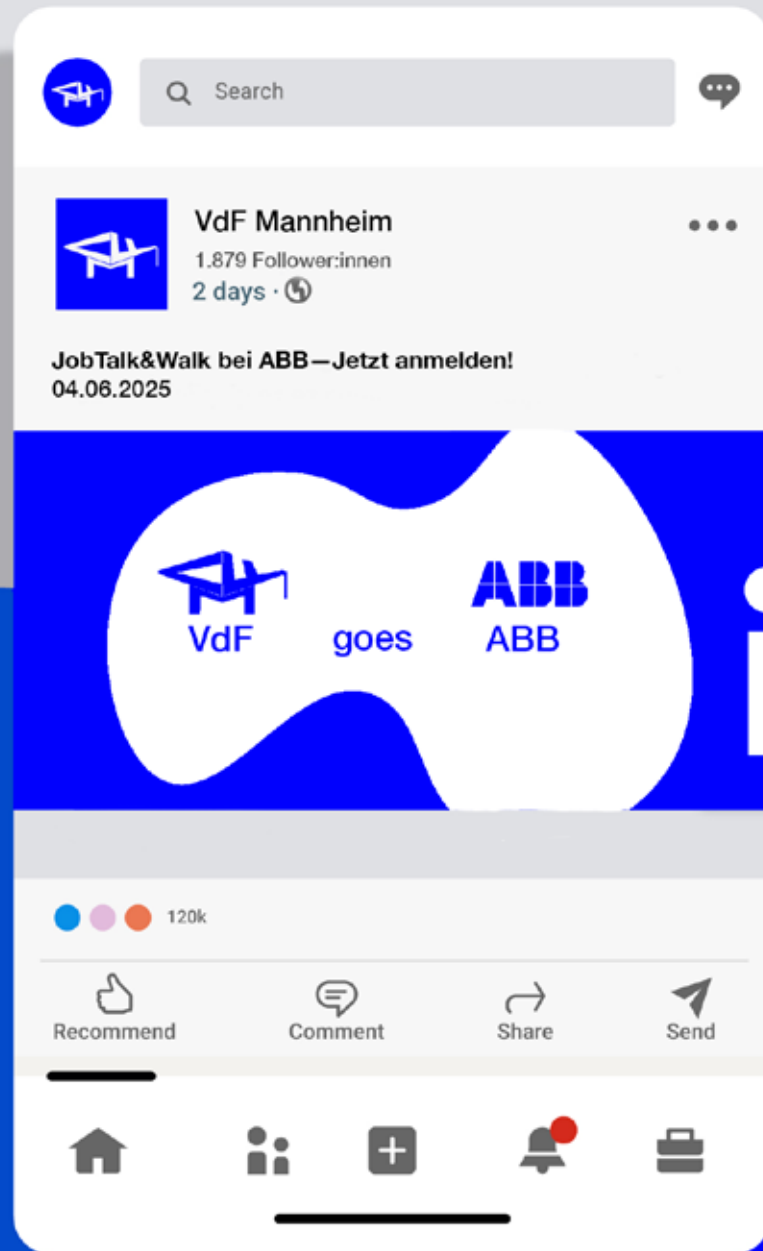 Search
VdF Mannheim
1.879 Follower:innen
2 days ·
JobTalk&Walk bei ABB—Jetzt anmelden!
04.06.2025
ABB
VdF goes ABB
120k
Recommend Comment Share Send